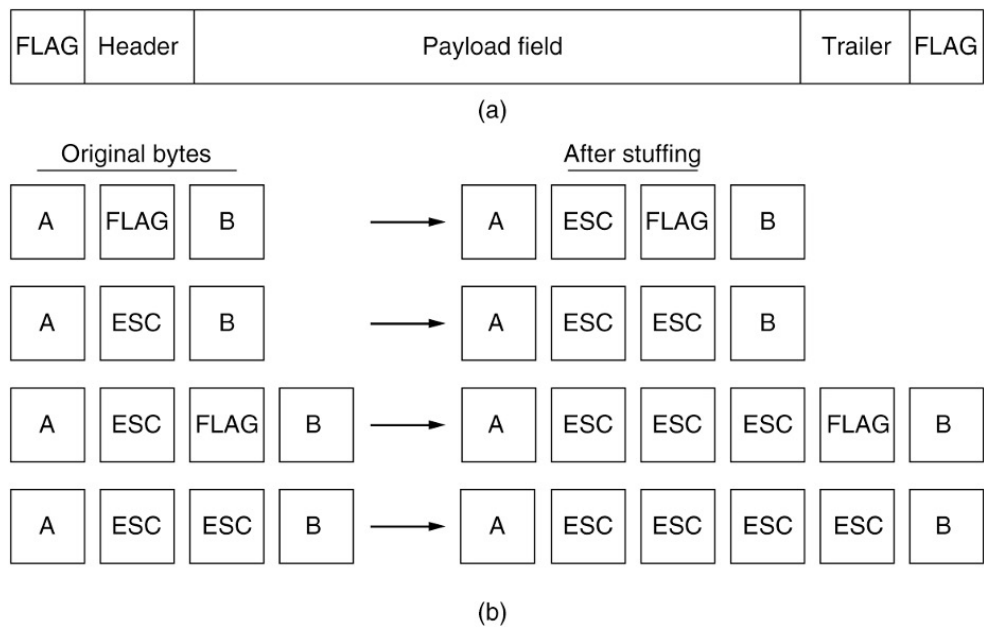 FLAG Header Payload field Trailer FLAG
(a)
Original bytes After stuffing
A FLAG B A ESC FLAG B
A ESC B A ESC ESC B
A ESC FLAG B A ESC ESC ESC FLAG B
A ESC ESC B A ESC ESC ESC ESC B
(b)